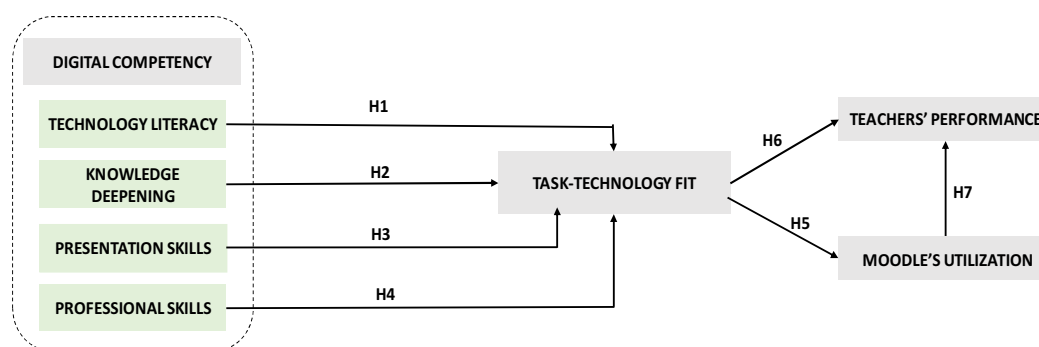 DIGITAL COMPETENCY
TECHNOLOGY LITERACY
KNOWLEDGE
DEEPENING
PRESENTATION SKILLS
PROFESSIONAL SKILLS
H1
H2
H3
H4
TASK-TECHNOLOGY FIT
H6
H5
TEACHERS' PERFORMANCE
H7
MOODLE'S UTILIZATION